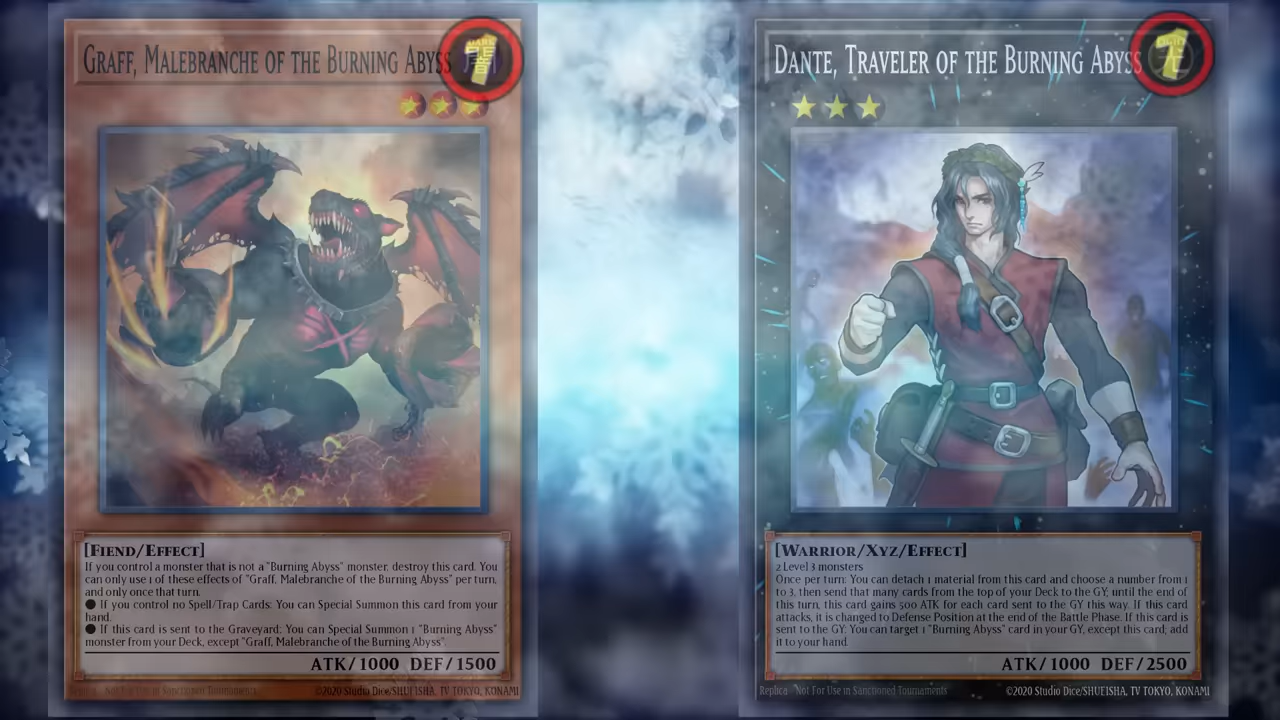 GRAFF, MALEBRANCHE OF THE BURNING ABYSS
1
[FIEND/EFFECT]
If you control a monster that is not a "Burning Abyss" monster, destroy this card. You
can only use 1 of these effects of "Graff, Malebranche of the Burning Abyss" per turn,
and only once that turn.
● If you control no Spell/Trap Cards: You can Special Summon this card from your
hand.
● If this card is sent to the Graveyard: You can Special Summon 1 "Burning Abyss"
monster from your Deck, except "Graff, Malebranche of the Burning Abyss".
ATK/1000 DEF/1500
Replica - Not For Use in Sanctioned Tournaments
©2020 Studio Dice/SHUEISHA, TV TOKYO, KONAMI
DANTE, TRAVELER OF THE BURNING ABYSS
1
[WARRIOR/XYZ/EFFECT]
2 Level 3 monsters
Once per turn: You can detach 1 material from this card and choose a number from 1
to 3, then send that many cards from the top of your Deck to the GY; until the end of
this turn, this card gains 500 ATK for each card sent to the GY this way. If this card
attacks, it is changed to Defense Position at the end of the Battle Phase. If this card is
sent to the GY: You can target 1 "Burning Abyss" card in your GY, except this card; add
it to your hand.
ATK/1000 DEF/2500
Replica - Not For Use in Sanctioned Tournaments
©2020 Studio Dice/SHUEISHA, TV TOKYO, KONAMI